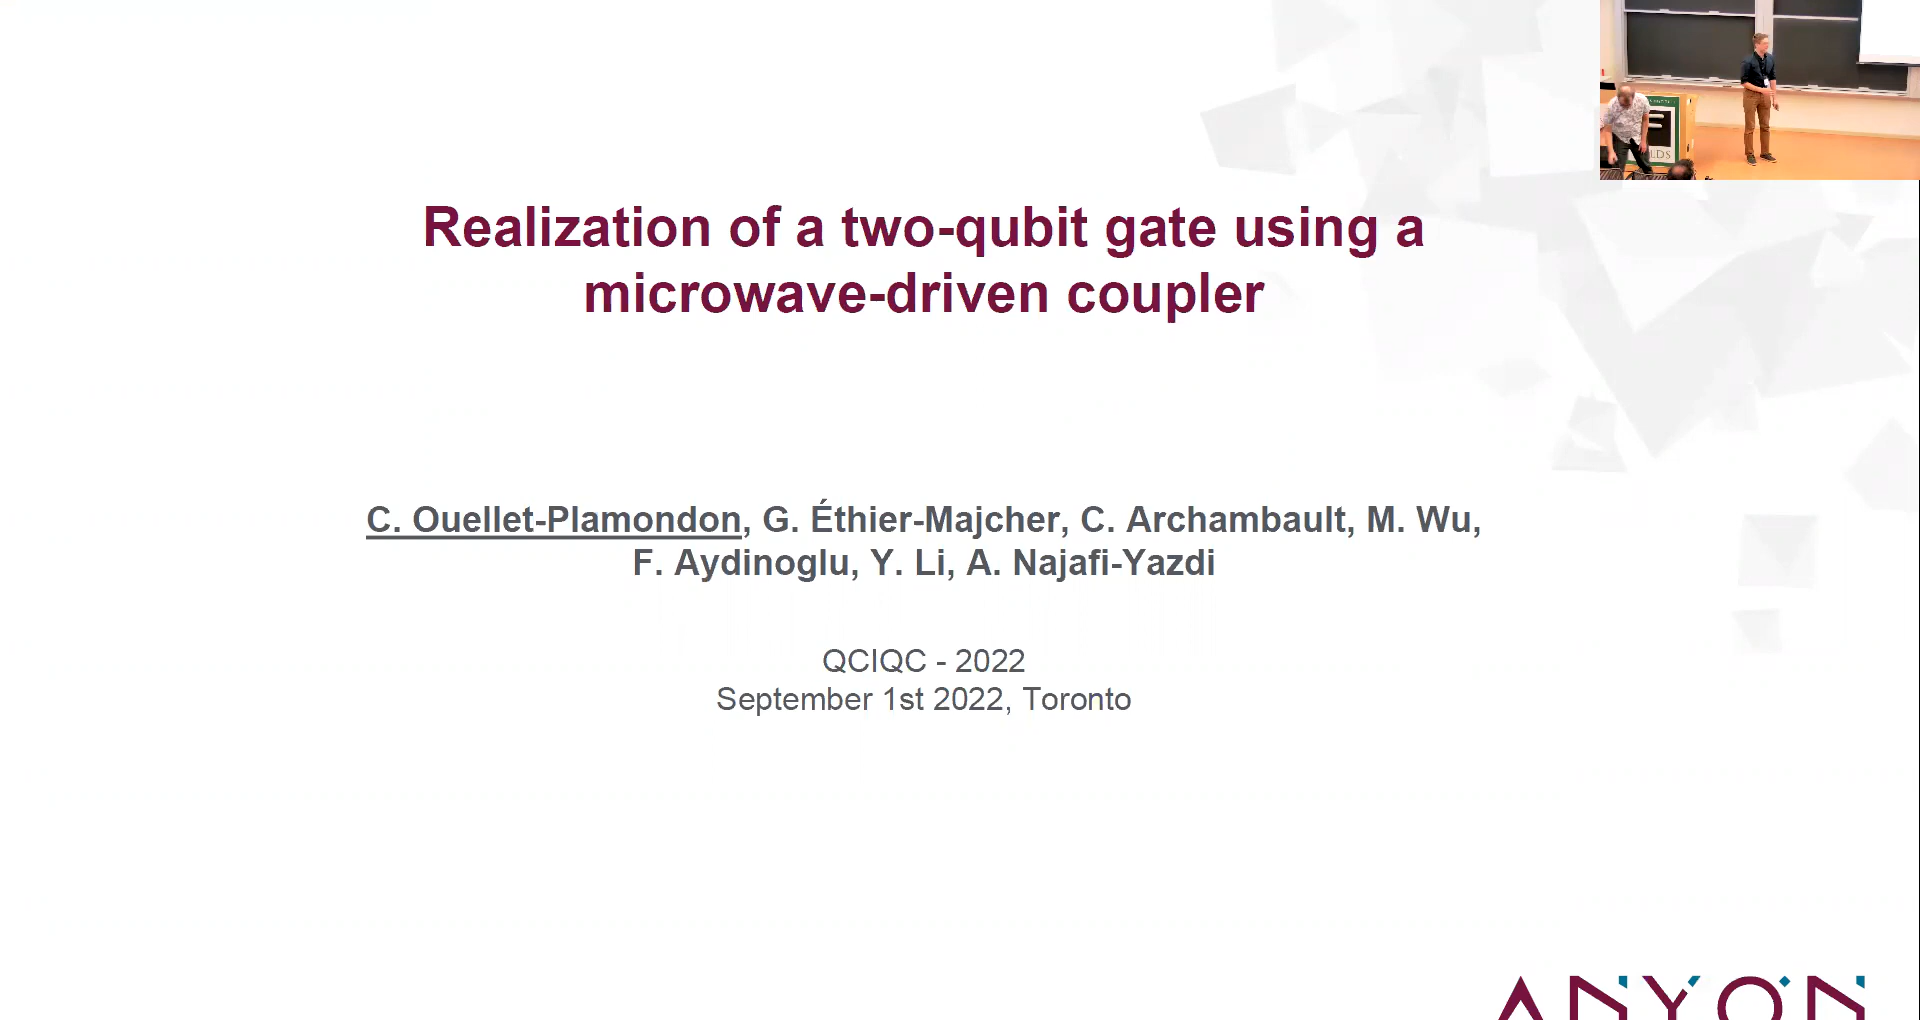 Realization of a two-qubit gate using a
microwave-driven coupler
C. Ouellet-Plamondon, G. Éthier-Majcher, C. Archambault, M. Wu,
F. Aydinoglu, Y. Li, A. Najafi-Yazdi
QCIQC - 2022
September 1st 2022, Toronto
ANYON